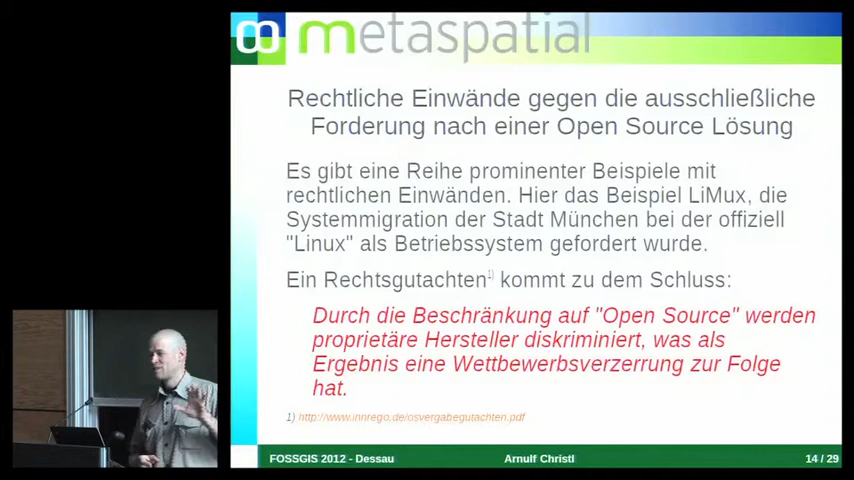 metaspatial
Rechtliche Einwände gegen die ausschließliche
Forderung nach einer Open Source Lösung
Es gibt eine Reihe prominenter Beispiele mit
rechtlichen Einwänden. Hier das Beispiel LiMux, die
Systemmigration der Stadt München bei der offiziell
"Linux" als Betriebssystem gefordert wurde.
Ein Rechtsgutachten1) kommt zu dem Schluss:
Durch die Beschränkung auf "Open Source" werden
proprietäre Hersteller diskriminiert, was als
Ergebnis eine Wettbewerbsverzerrung zur Folge
hat.
1) http://www.innrego.de/osvergabegutachten.pdf
FOSSGIS 2012 - Dessau Arnulf Christl 14 / 29